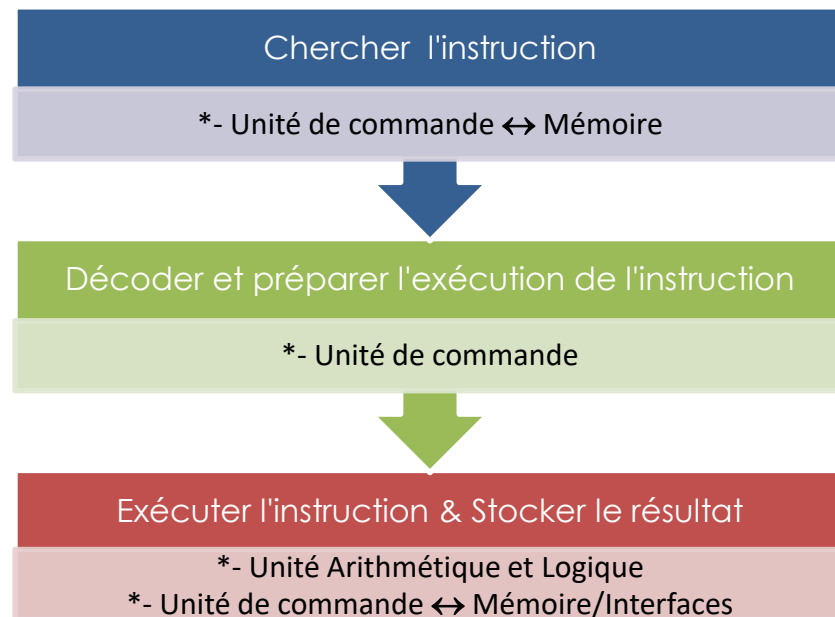 Chercher l'instruction
*- Unité de commande ↔ Mémoire
Décoder et préparer l'exécution de l'instruction
*- Unité de commande
Exécuter l'instruction & Stocker le résultat
*- Unité Arithmétique et Logique
*- Unité de commande ↔ Mémoire/Interfaces